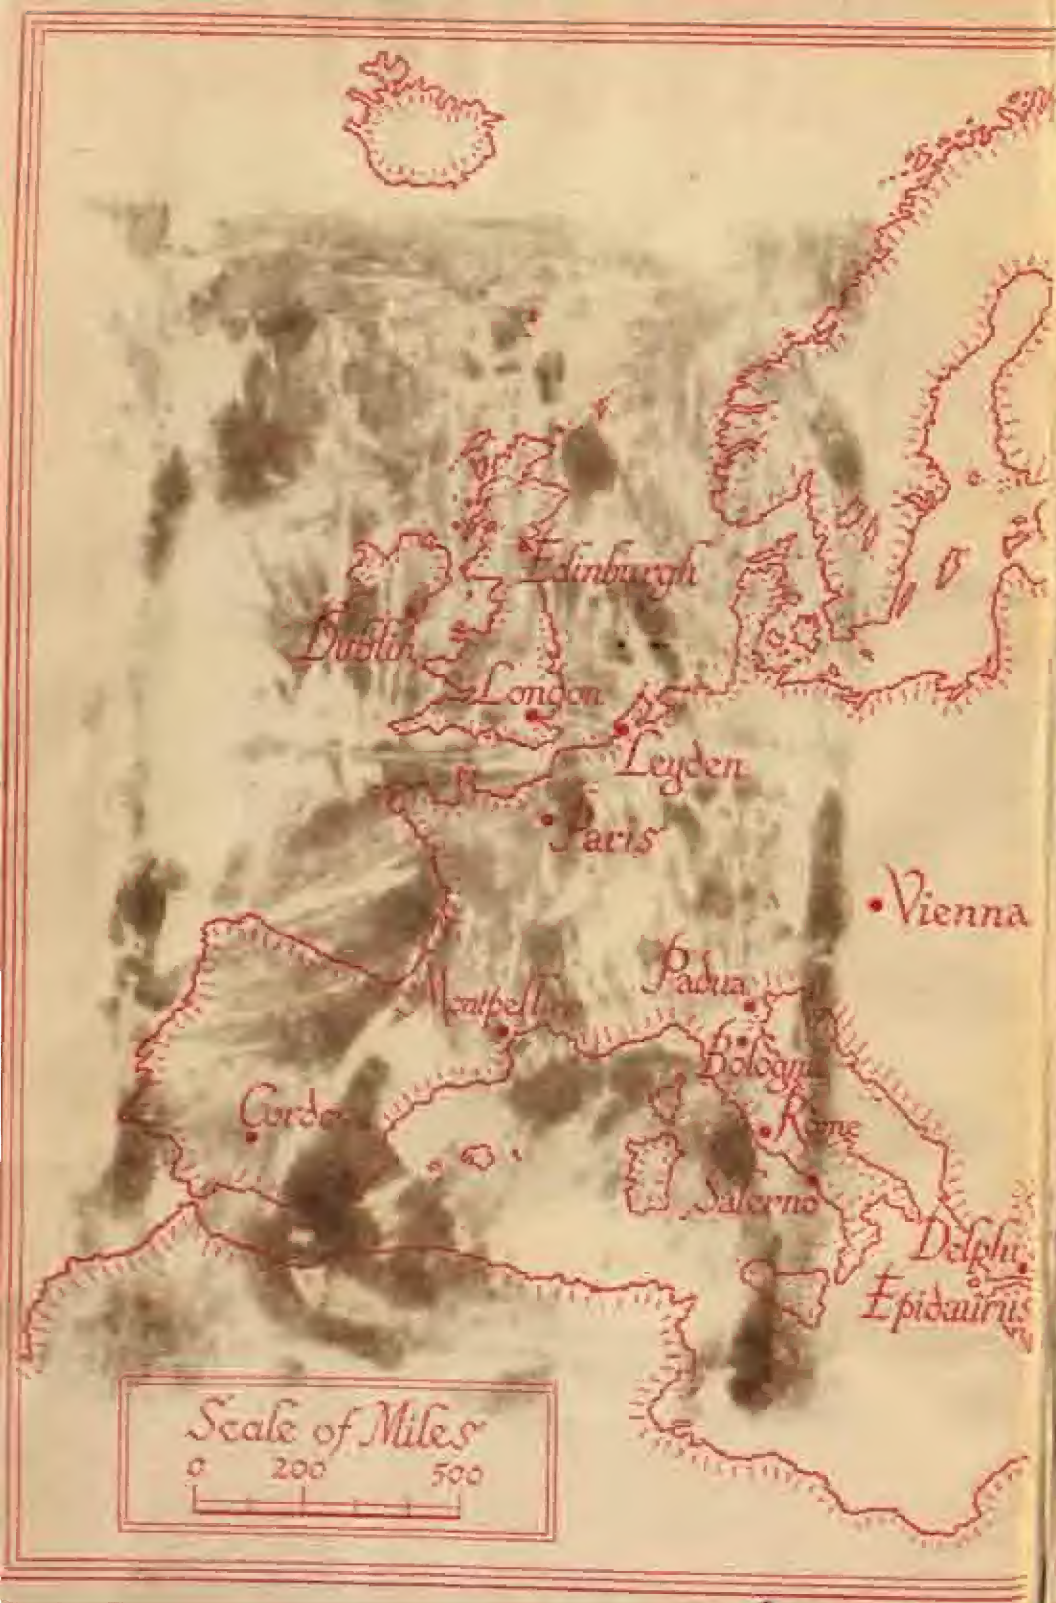 Edinburgh
Dublin
London
Leyden
Paris
Vienna
Padua
Montpellier
Bologna
Cordo
Rome
Salerno
Delphi
Epidaurus
Scale of Miles
0 200 500